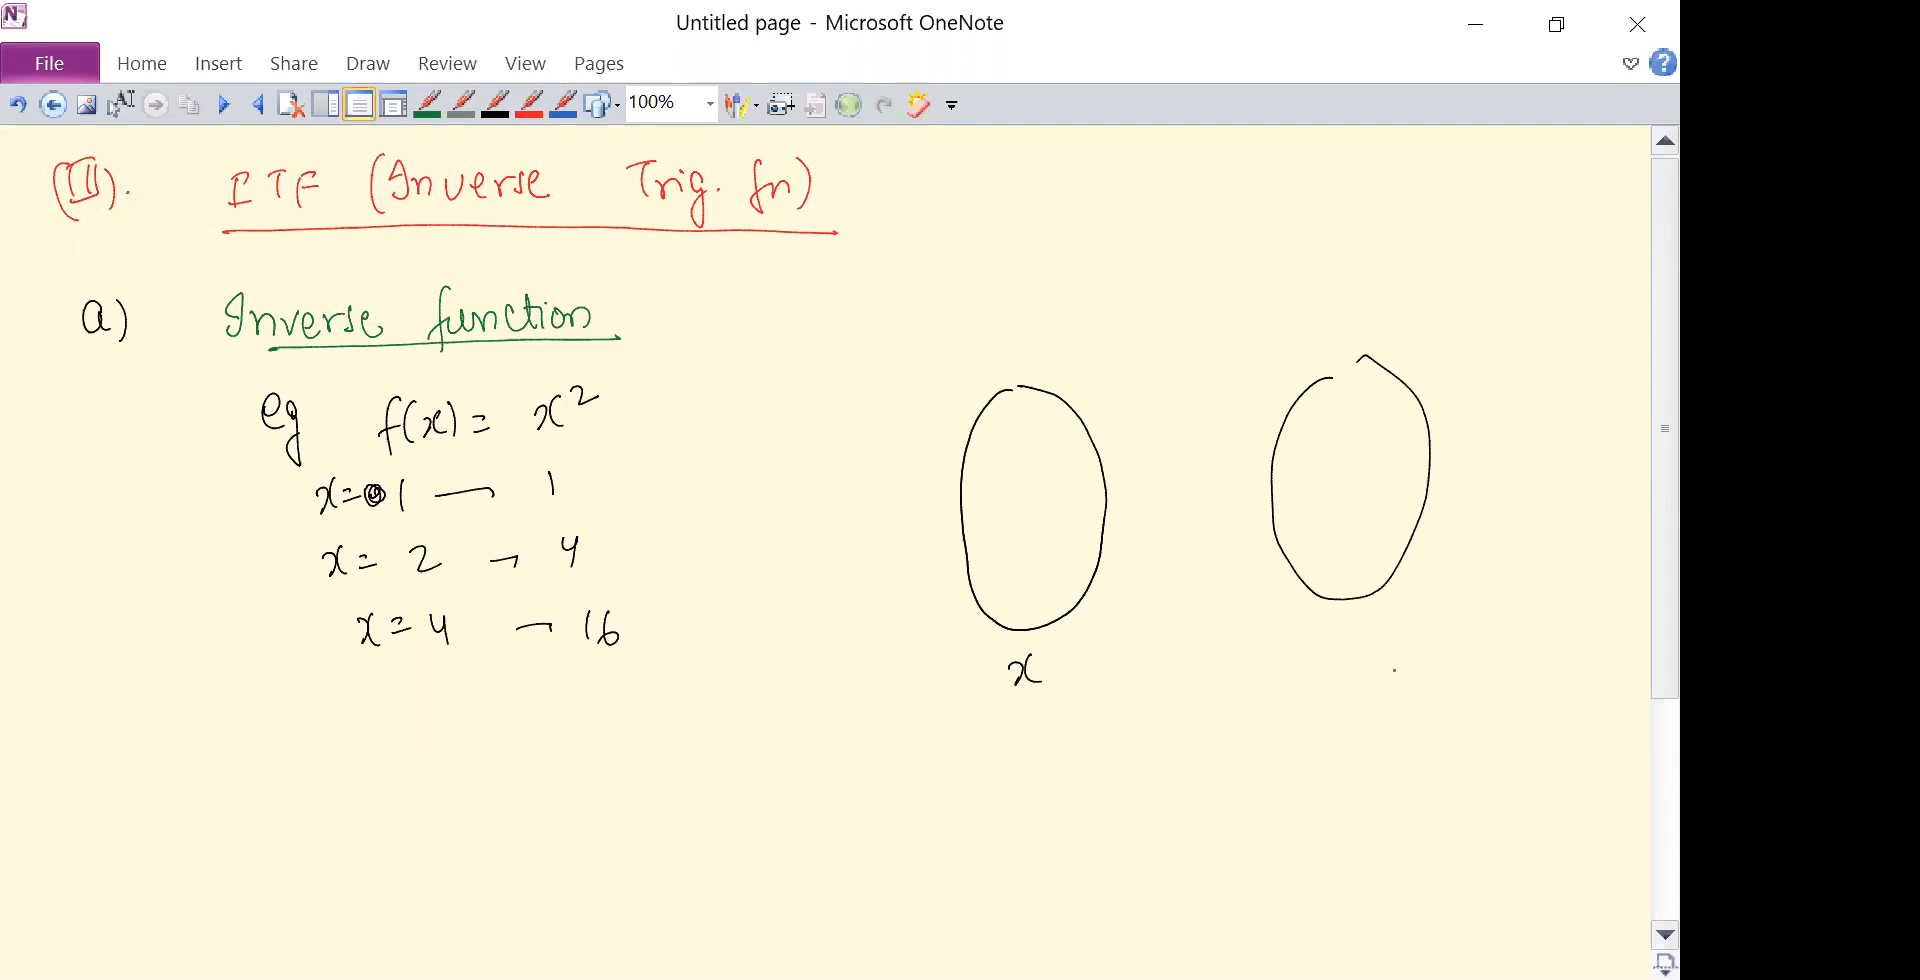 Untitled page - Microsoft OneNote
File Home Insert Share Draw Review View Pages
100%
(II). ITF (Inverse Trig. fn)
a) Inverse function
eg f(x) = x²
x = 1 — 1
x = 2 → 4
x = 4 → 16
x